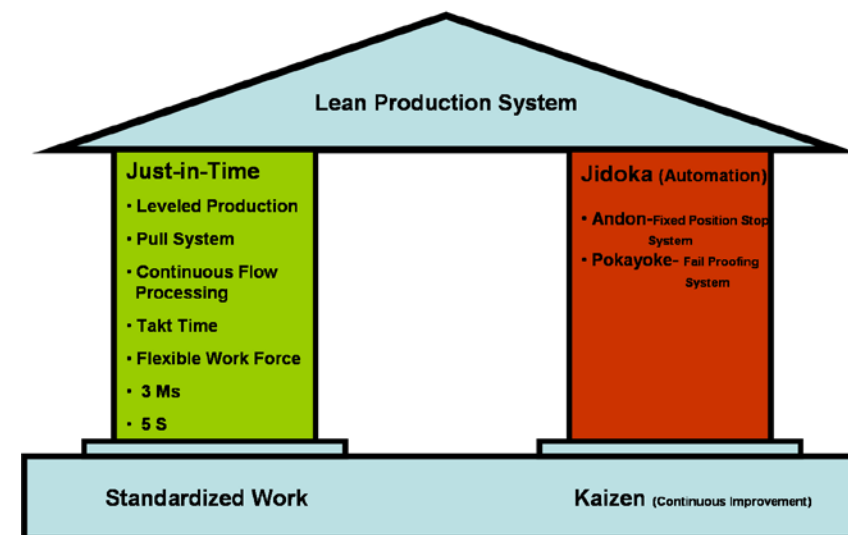 Lean Production System
Just-in-Time
· Leveled Production
· Pull System
· Continuous Flow
Processing
· Takt Time
· Flexible Work Force
· 3 Ms
· 5 S
Jidoka (Automation)
· Andon-Fixed Position Stop
System
· Pokayoke- Fail Proofing
System
Standardized Work
Kaizen (Continuous Improvement)